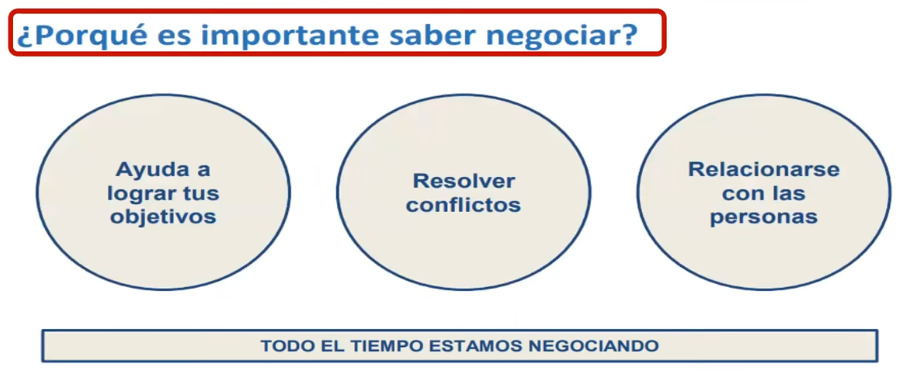 ¿Porqué es importante saber negociar?
Ayuda a
lograr tus
objetivos
Resolver
conflictos
Relacionarse
con las
personas
TODO EL TIEMPO ESTAMOS NEGOCIANDO